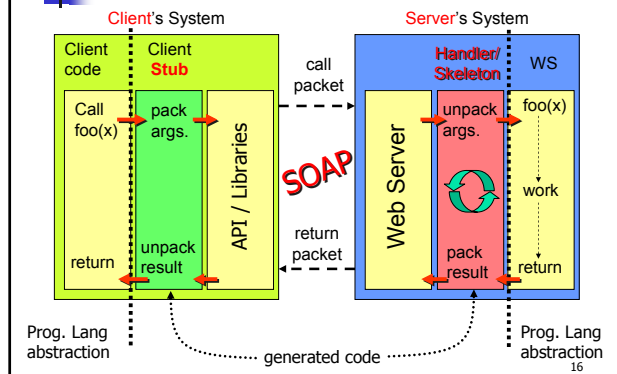 Client's System
Server's System
Client
code
Client
Stub
call
packet
Handler/
Skeleton
WS
Call
foo(x)
pack
args.
API / Libraries
SOAP
Web Server
unpack
args.
foo(x)
work
return
unpack
result
return
packet
pack
result
return
Prog. Lang
abstraction
generated code
Prog. Lang
abstraction
16